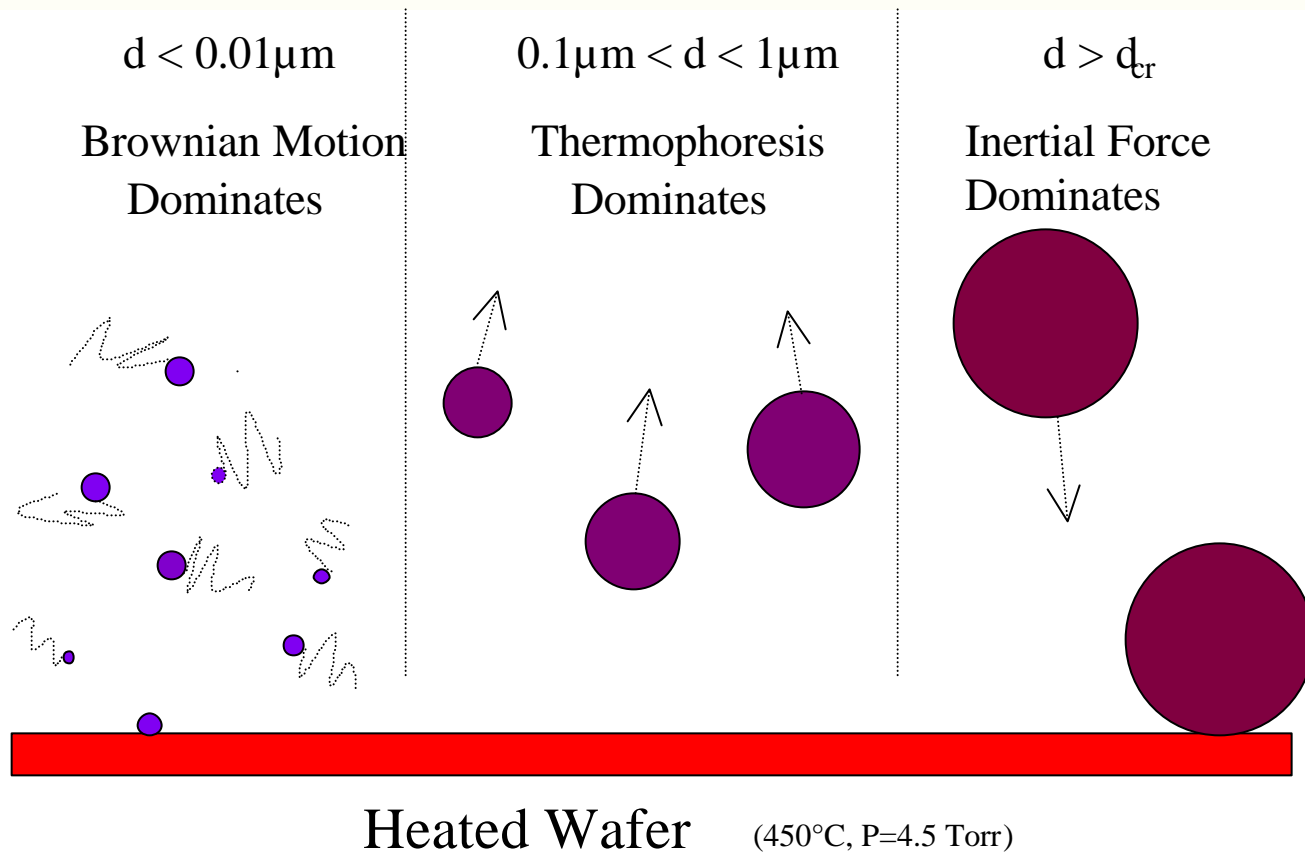 d < 0.01µm
Brownian Motion
Dominates
0.1µm < d < 1µm
Thermophoresis
Dominates
d > dcr
Inertial Force
Dominates
Heated Wafer (450°C, P=4.5 Torr)